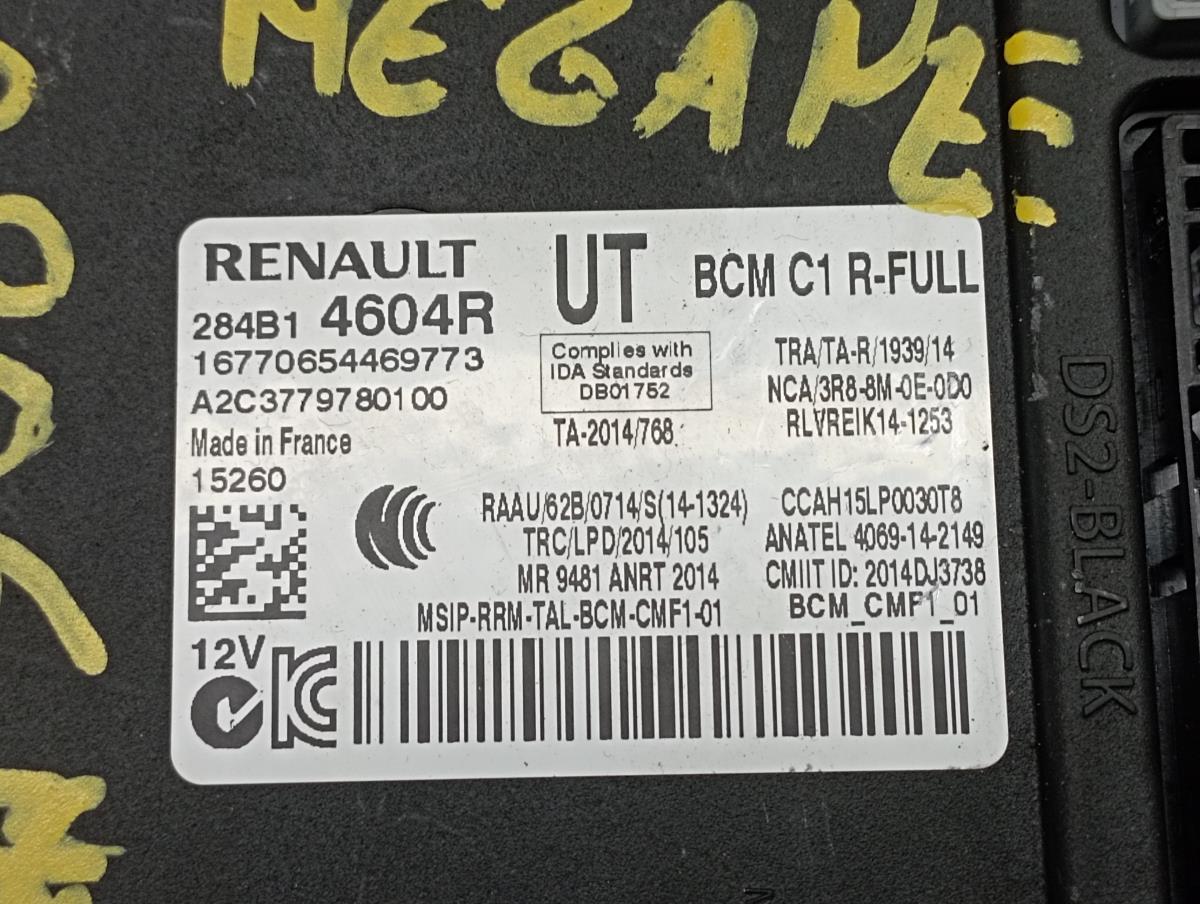 MEGANE
RENAULT
UT
BCM C1 R-FULL
284B1 4604R
16770654469773
A2C3779780100
Made in France
15260
Complies with
IDA Standards
DB01752
TA-2014/768
TRA/TA-R/1939/14
NCA/3R8-8M-0E-0D0
RLVREIK14-1253
RAAU/62B/0714/S(14-1324)
TRC/LPD/2014/105
MR 9481 ANRT 2014
MSIP-RRM-TAL-BCM-CMF1-01
CCAH15LP0030T8
ANATEL 4069-14-2149
CMIIT ID: 2014DJ3738
BCM_CMF1_01
12V
DS2-BLACK